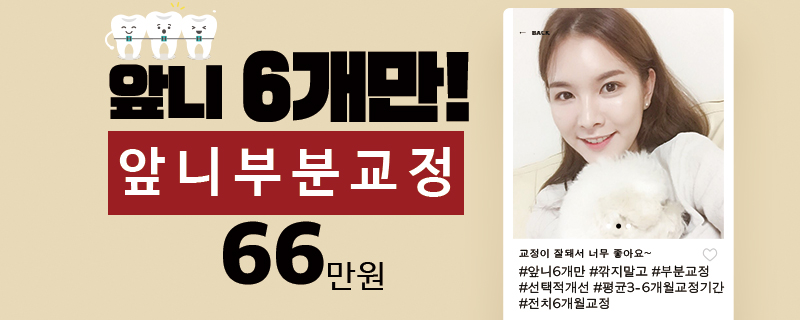 앞니 6개만!
앞니부분교정
66만원
← BACK
교정이 잘돼서 너무 좋아요~
#앞니6개만 #깎지말고 #부분교정
#선택적개선 #평균3-6개월교정기간
#전치6개월교정